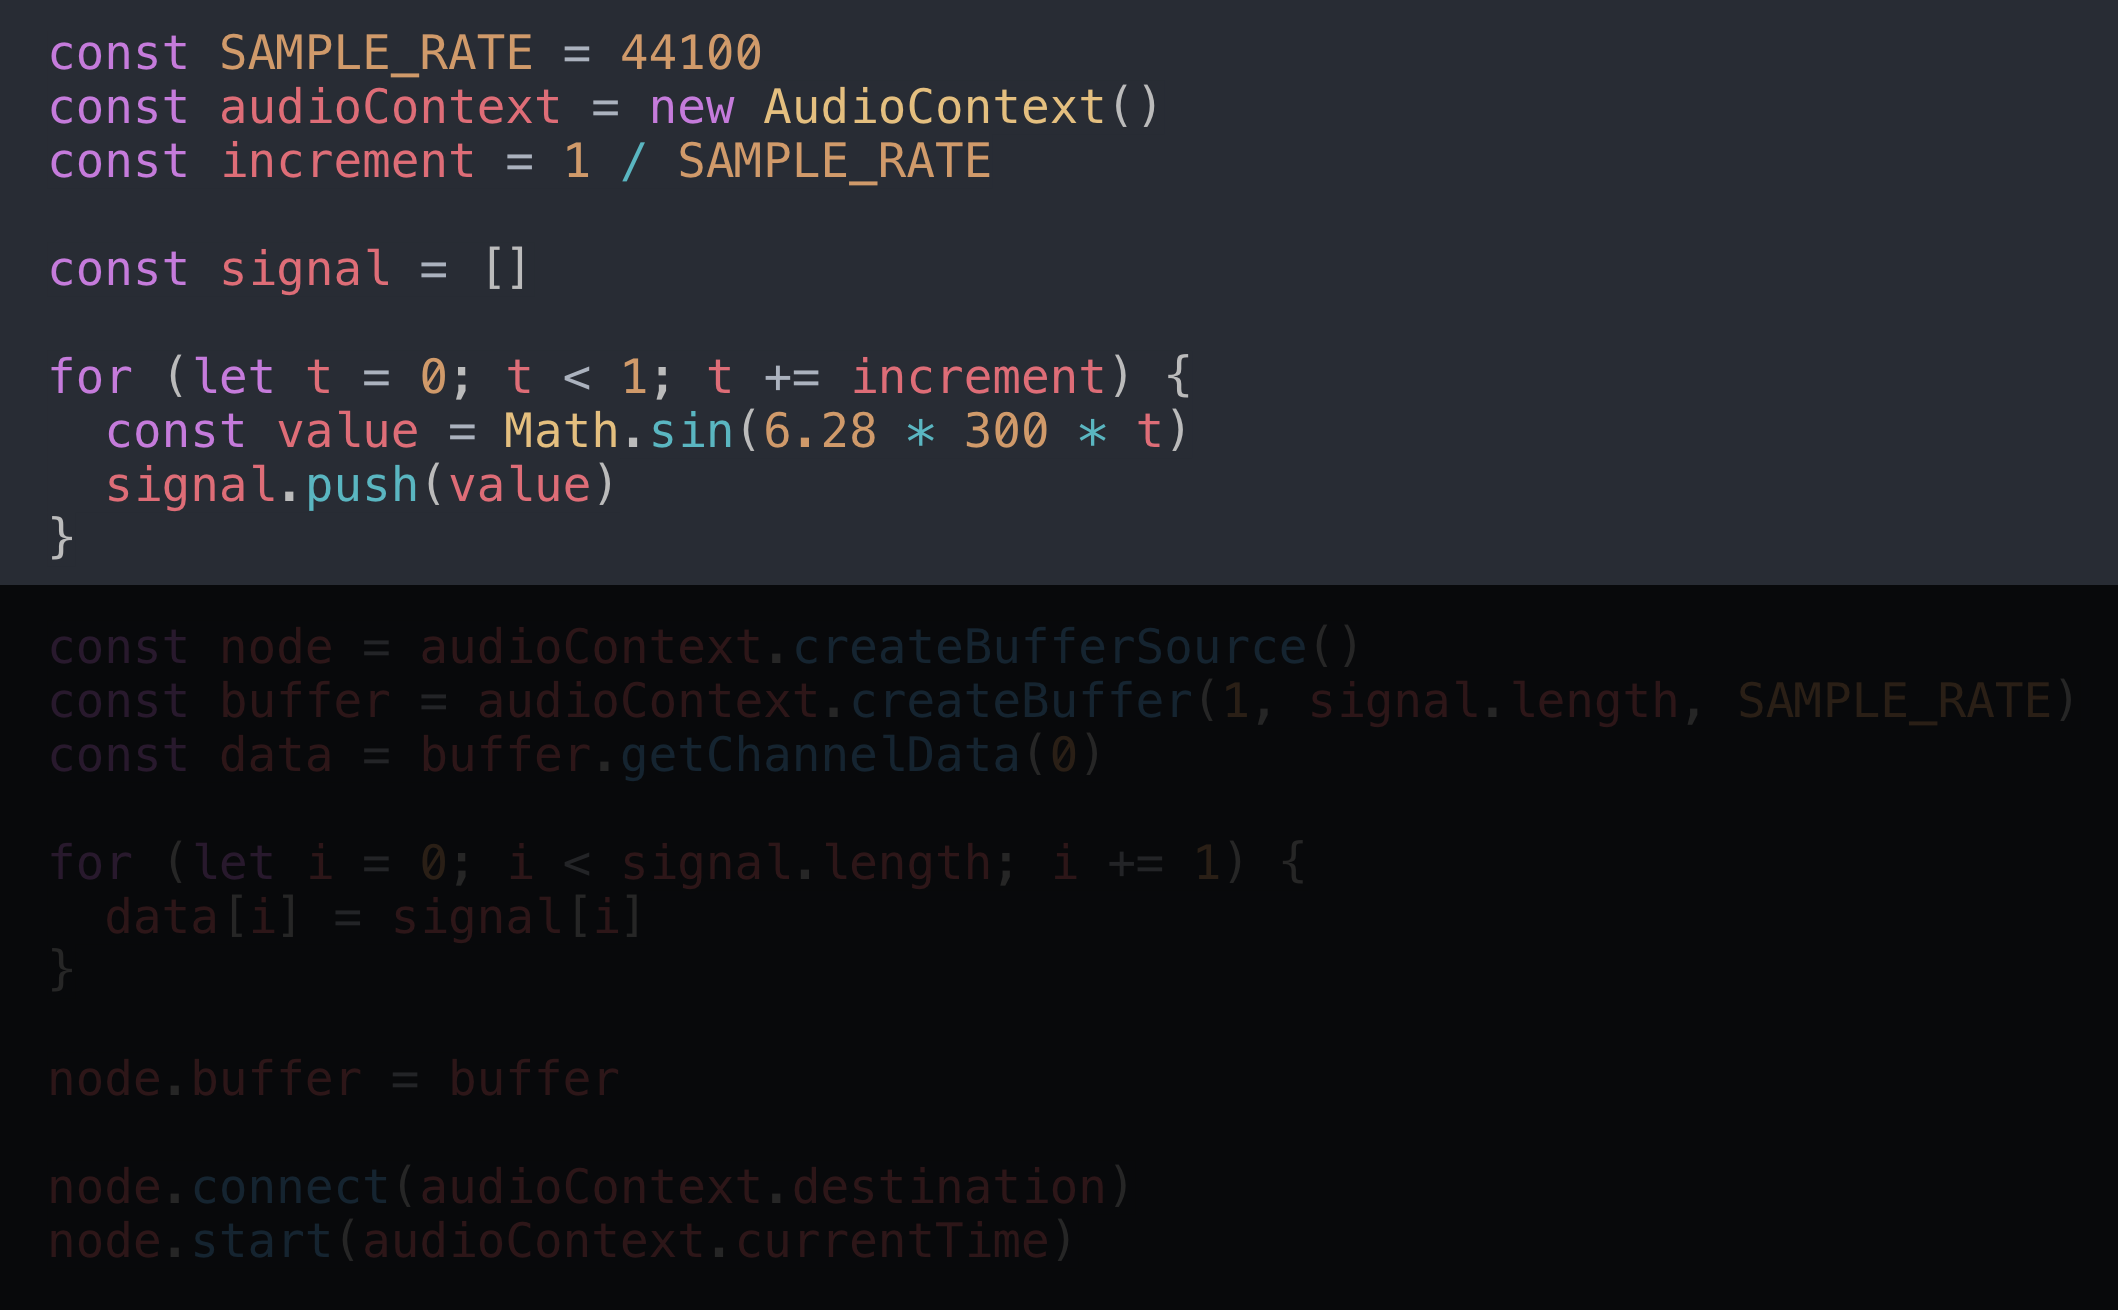 const SAMPLE_RATE = 44100
const audioContext = new AudioContext()
const increment = 1 / SAMPLE_RATE

const signal = []

for (let t = 0; t < 1; t += increment) {
  const value = Math.sin(6.28 * 300 * t)
  signal.push(value)
}

const node = audioContext.createBufferSource()
const buffer = audioContext.createBuffer(1, signal.length, SAMPLE_RATE)
const data = buffer.getChannelData(0)

for (let i = 0; i < signal.length; i += 1) {
  data[i] = signal[i]
}

node.buffer = buffer

node.connect(audioContext.destination)
node.start(audioContext.currentTime)